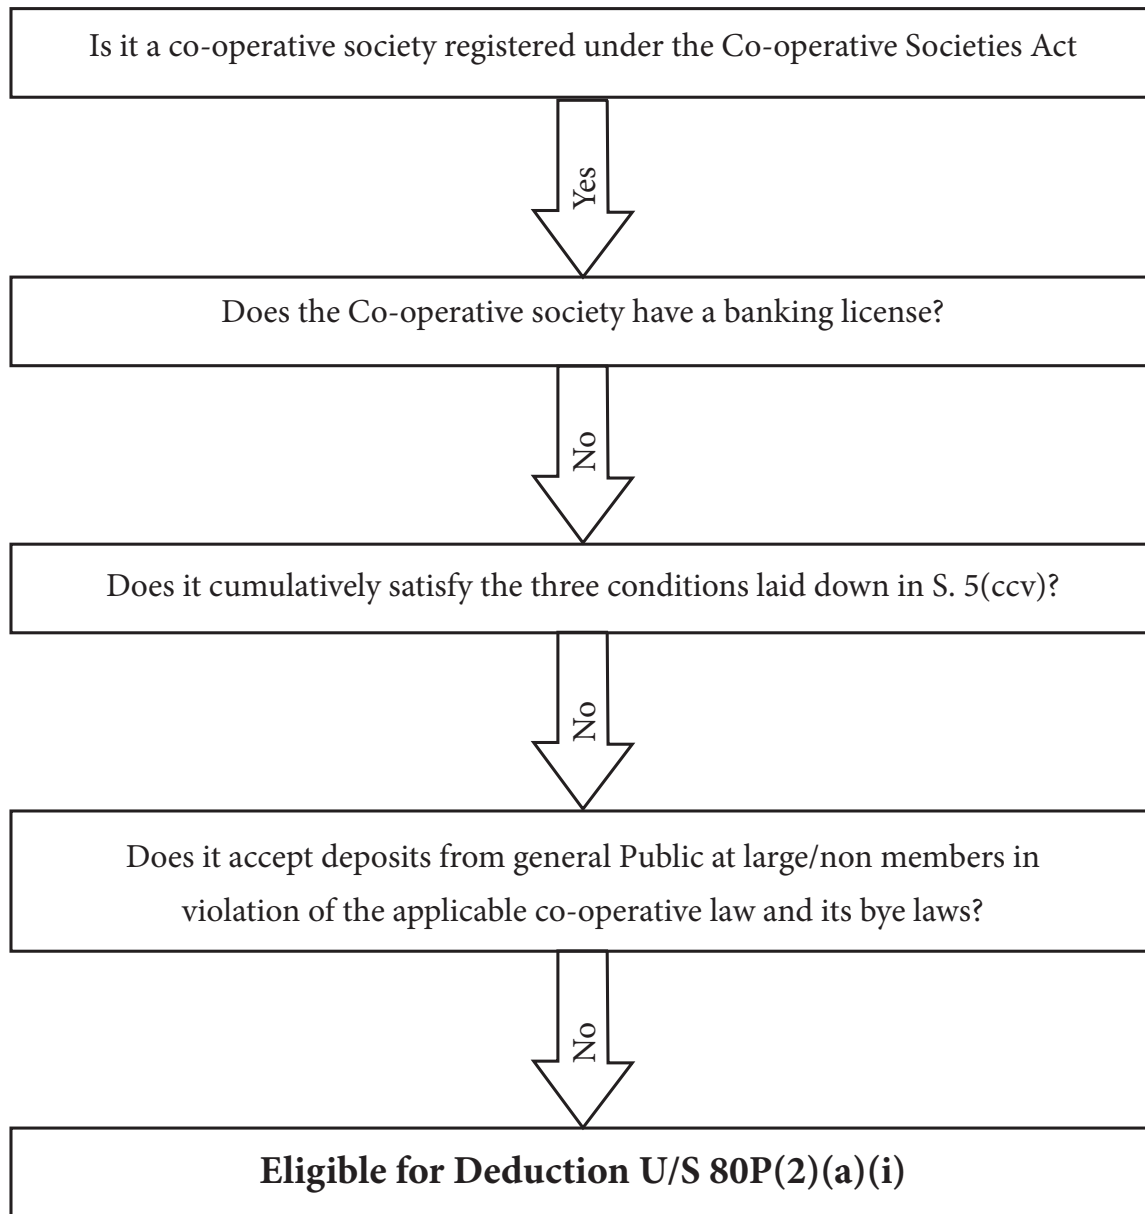 Is it a co-operative society registered under the Co-operative Societies Act
Yes
Does the Co-operative society have a banking license?
No
Does it cumulatively satisfy the three conditions laid down in S. 5(ccv)?
No
Does it accept deposits from general Public at large/non members in
violation of the applicable co-operative law and its bye laws?
No
Eligible for Deduction U/S 80P(2)(a)(i)